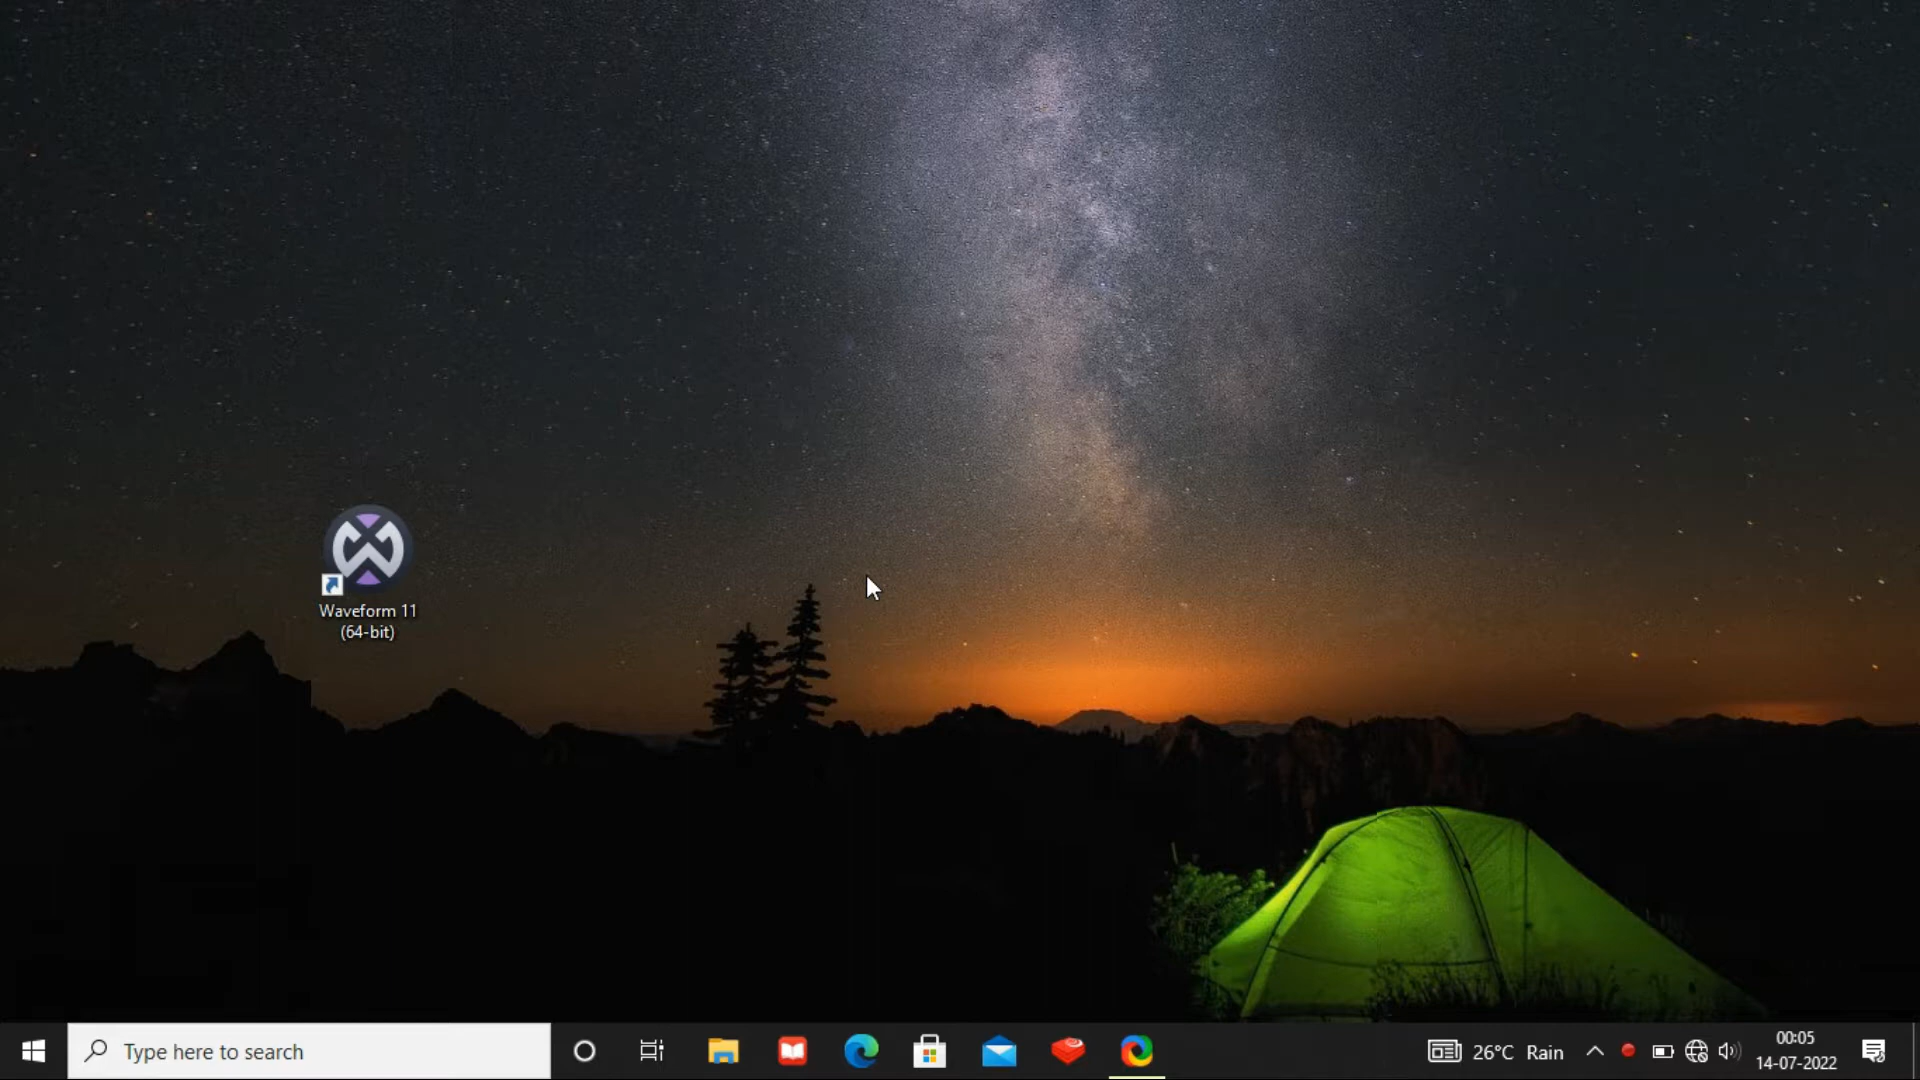 Waveform 11
(64-bit)
Type here to search
26°C Rain
00:05
14-07-2022